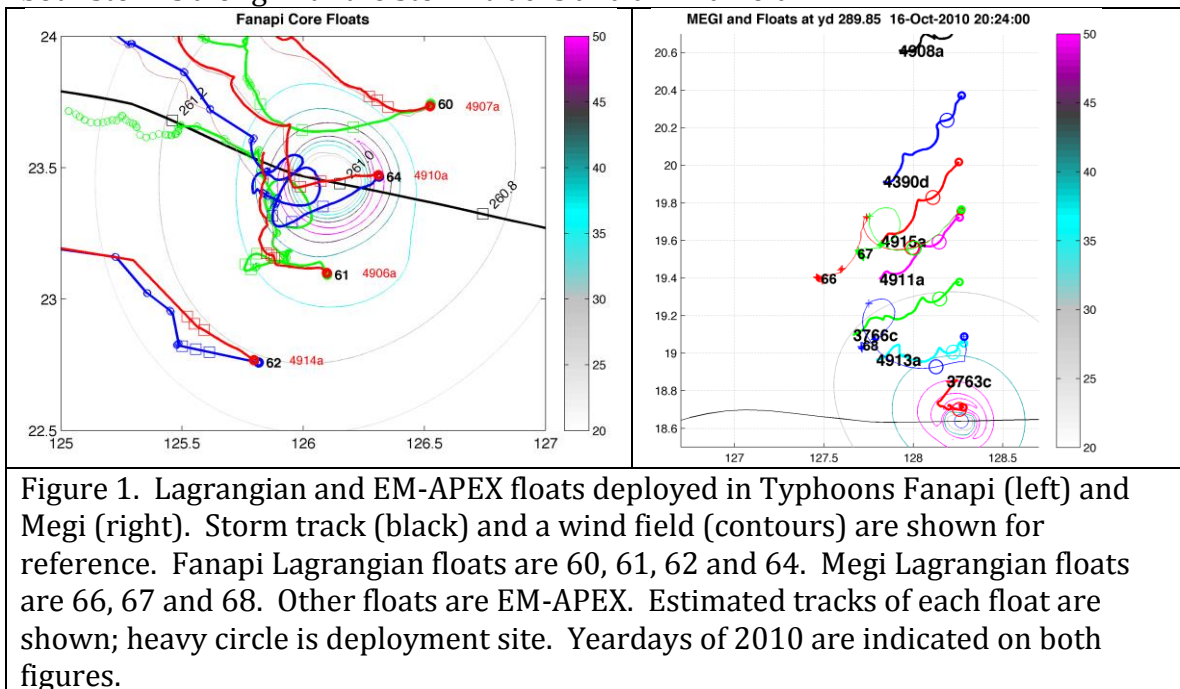 Fanapi Core Floats
24
23.5
23
22.5
125
125.5
126
126.5
127
261.2
261.0
260.8
60
4907a
64
4910a
61
4906a
62
4914a
50
45
40
35
30
25
20
MEGI and Floats at yd 289.85 16-Oct-2010 20:24:00
20.6
20.4
20.2
20
19.8
19.6
19.4
19.2
19
18.8
18.6
127
127.5
128
128.5
4908a
4390d
4915a
67
66
4911a
3766c
68
4913a
3763c
50
45
40
35
30
25
20
Figure 1. Lagrangian and EM-APEX floats deployed in Typhoons Fanapi (left) and
Megi (right). Storm track (black) and a wind field (contours) are shown for
reference. Fanapi Lagrangian floats are 60, 61, 62 and 64. Megi Lagrangian floats
are 66, 67 and 68. Other floats are EM-APEX. Estimated tracks of each float are
shown; heavy circle is deployment site. Yeardays of 2010 are indicated on both
figures.